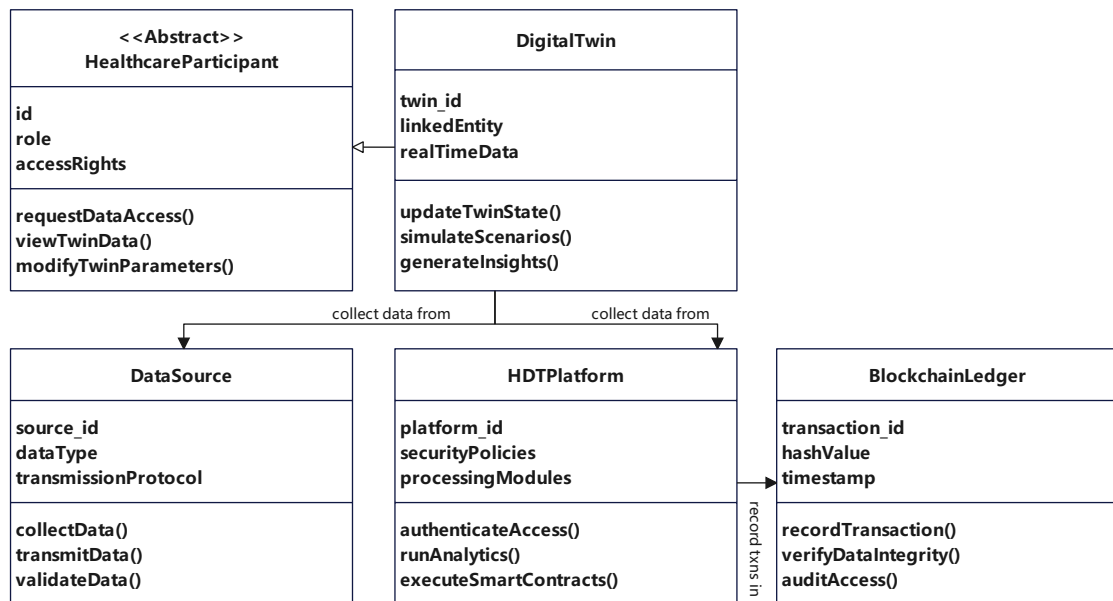 <<Abstract>>
HealthcareParticipant
id
role
accessRights
requestDataAccess()
viewTwinData()
modifyTwinParameters()
DigitalTwin
twin_id
linkedEntity
realTimeData
updateTwinState()
simulateScenarios()
generateInsights()
collect data from
collect data from
DataSource
source_id
dataType
transmissionProtocol
collectData()
transmitData()
validateData()
HDTPlatform
platform_id
securityPolicies
processingModules
authenticateAccess()
runAnalytics()
executeSmartContracts()
record txns in
BlockchainLedger
transaction_id
hashValue
timestamp
recordTransaction()
verifyDataIntegrity()
auditAccess()